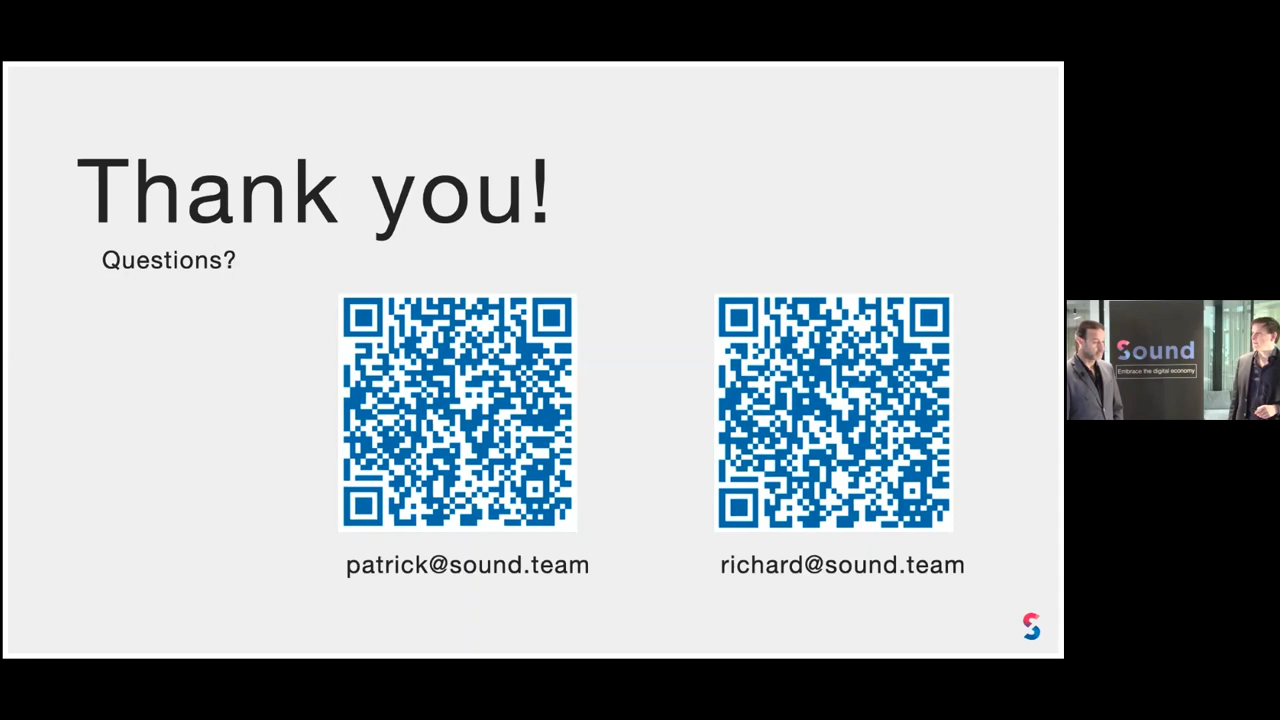 Thank you!
Questions?
patrick@sound.team
richard@sound.team
Sound
Embrace the digital economy